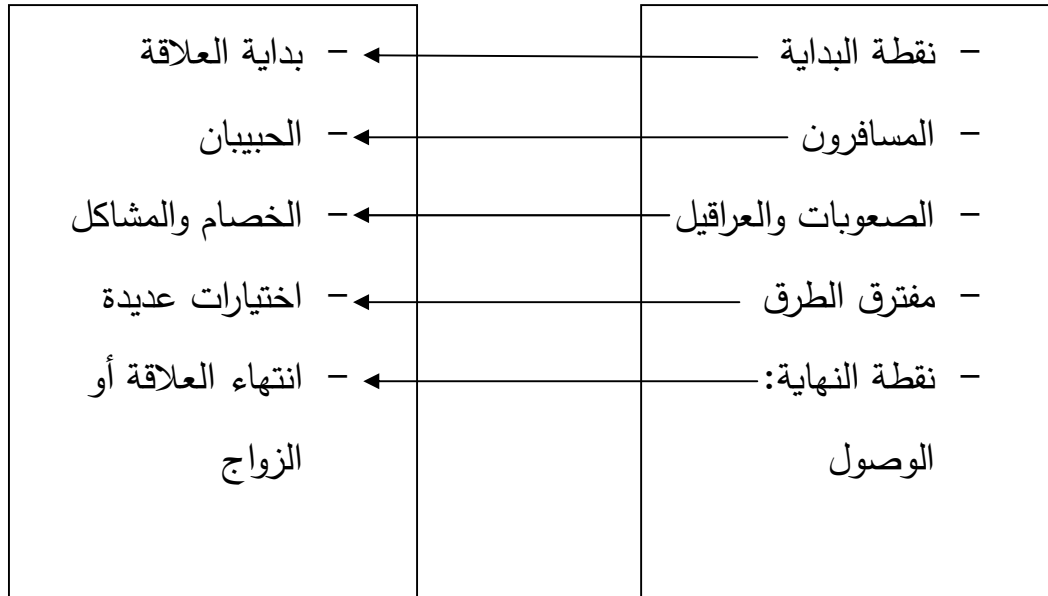 – نقطة البداية
– المسافرون
– الصعوبات والعراقيل
– مفترق الطرق
– نقطة النهاية:
الوصول
– بداية العلاقة
– الحبيبان
– الخصام والمشاكل
– اختيارات عديدة
– انتهاء العلاقة أو
الزواج